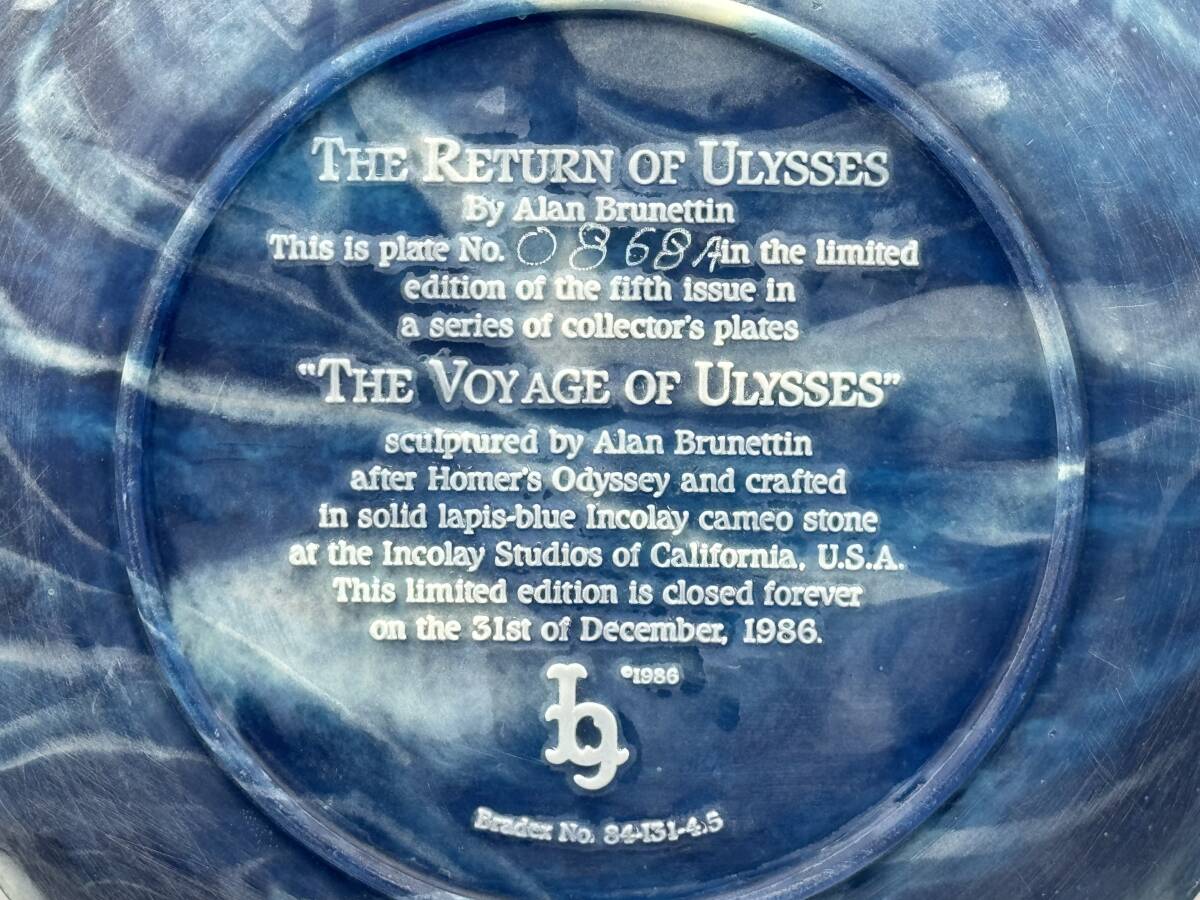 THE RETURN OF ULYSSES
By Alan Brunettin
This is plate No. 0868A in the limited
edition of the fifth issue in
a series of collector's plates
"THE VOYAGE OF ULYSSES"
sculptured by Alan Brunettin
after Homer's Odyssey and crafted
in solid lapis-blue Incolay cameo stone
at the Incolay Studios of California, U.S.A.
This limited edition is closed forever
on the 31st of December, 1986.
©1986
Bradex No. 84-I31-4.5